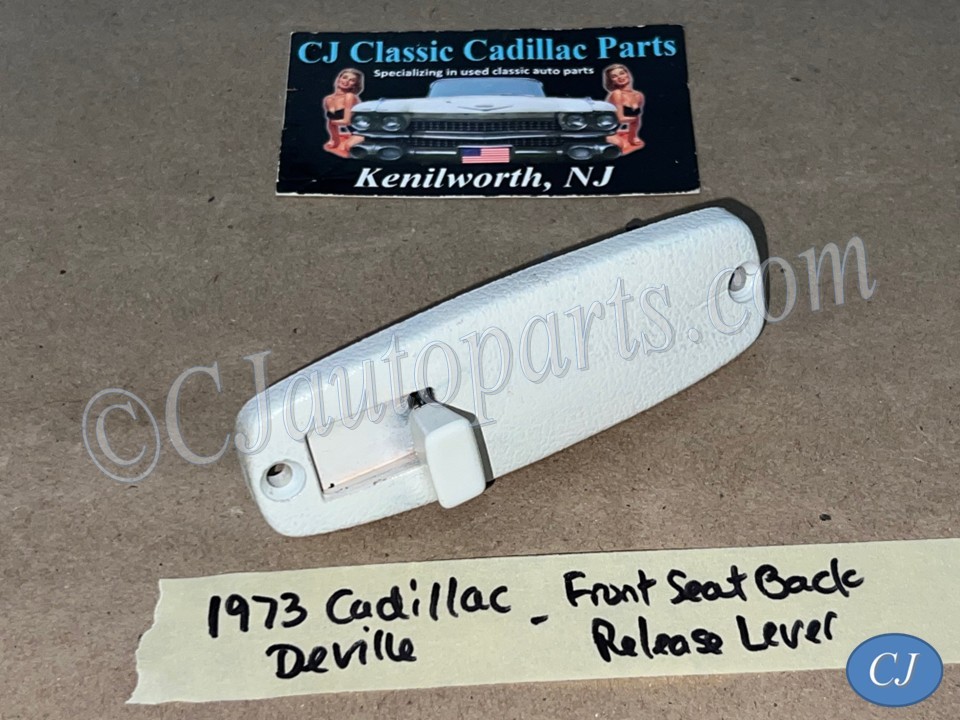 CJ Classic Cadillac Parts
Specializing in used classic auto parts
Kenilworth, NJ
©CJautoparts.com
1973 Cadillac - Front Seat Back
Deville Release Lever
CJ